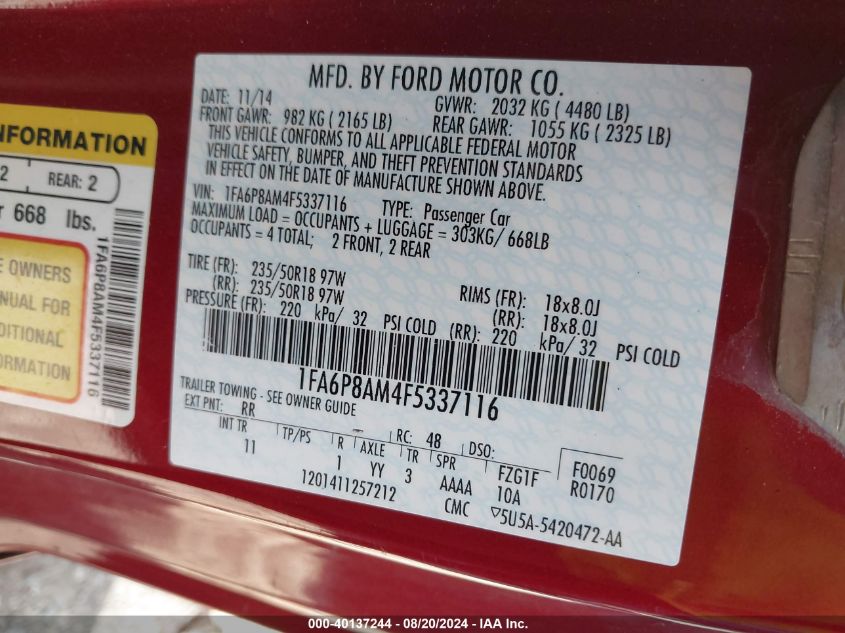 MFD. BY FORD MOTOR CO.
DATE: 11/14
GVWR: 2032 KG ( 4480 LB)
FRONT GAWR: 982 KG ( 2165 LB)
REAR GAWR: 1055 KG ( 2325 LB)
THIS VEHICLE CONFORMS TO ALL APPLICABLE FEDERAL MOTOR
VEHICLE SAFETY, BUMPER, AND THEFT PREVENTION STANDARDS
IN EFFECT ON THE DATE OF MANUFACTURE SHOWN ABOVE.
VIN: 1FA6P8AM4F5337116
TYPE: Passenger Car
MAXIMUM LOAD = OCCUPANTS + LUGGAGE = 303KG/ 668LB
OCCUPANTS = 4 TOTAL; 2 FRONT, 2 REAR
TIRE (FR): 235/50R18 97W
RIMS (FR): 18x8.0J
(RR): 235/50R18 97W
(RR): 18x8.0J
PRESSURE (FR): 220 kPa/ 32 PSI COLD (RR): 220 kPa/ 32 PSI COLD
1FA6P8AM4F5337116
TRAILER TOWING - SEE OWNER GUIDE
EXT PNT: RR RC: 48 DSO:
INT TR TP/PS R AXLE TR SPR FZG1F F0069
11 1 YY 3 AAAA 10A R0170
1201411257212 CMC ▽5U5A-5420472-AA
INFORMATION
2 REAR: 2
668 lbs.
1FA6P8AM4F5337116
E OWNERS
ANUAL FOR
DDITIONAL
FORMATION
000-40137244 - 08/20/2024 - IAA Inc.